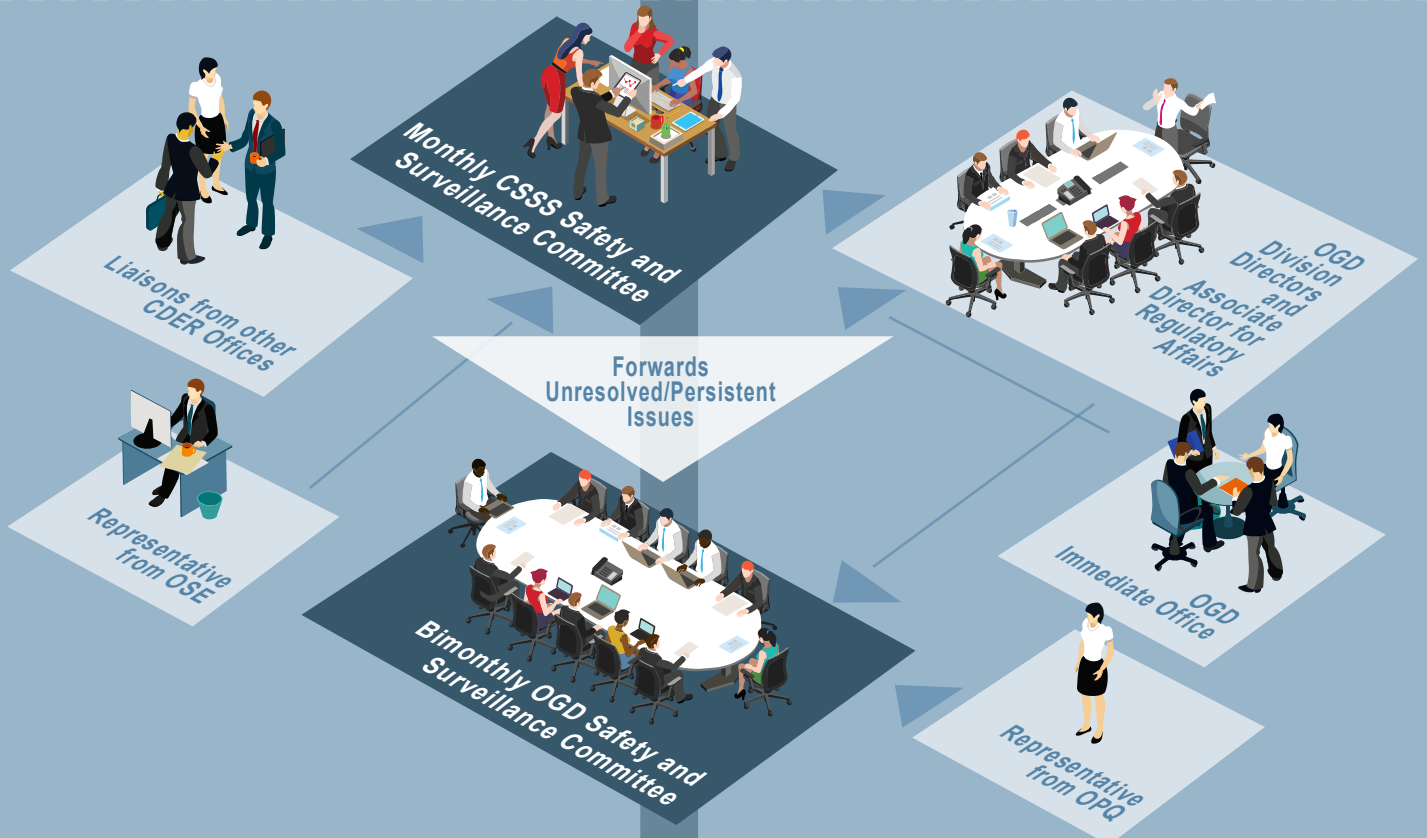 Monthly CSSS Safety and
Surveillance Committee
Liaisons from other
CDER Offices
OGD
Division
Directors
and
Associate
Director for
Regulatory
Affairs
Forwards
Unresolved/Persistent
Issues
Representative
from OSE
OGD
Immediate Office
Bimonthly OGD Safety and
Surveillance Committee
Representative
from OPQ